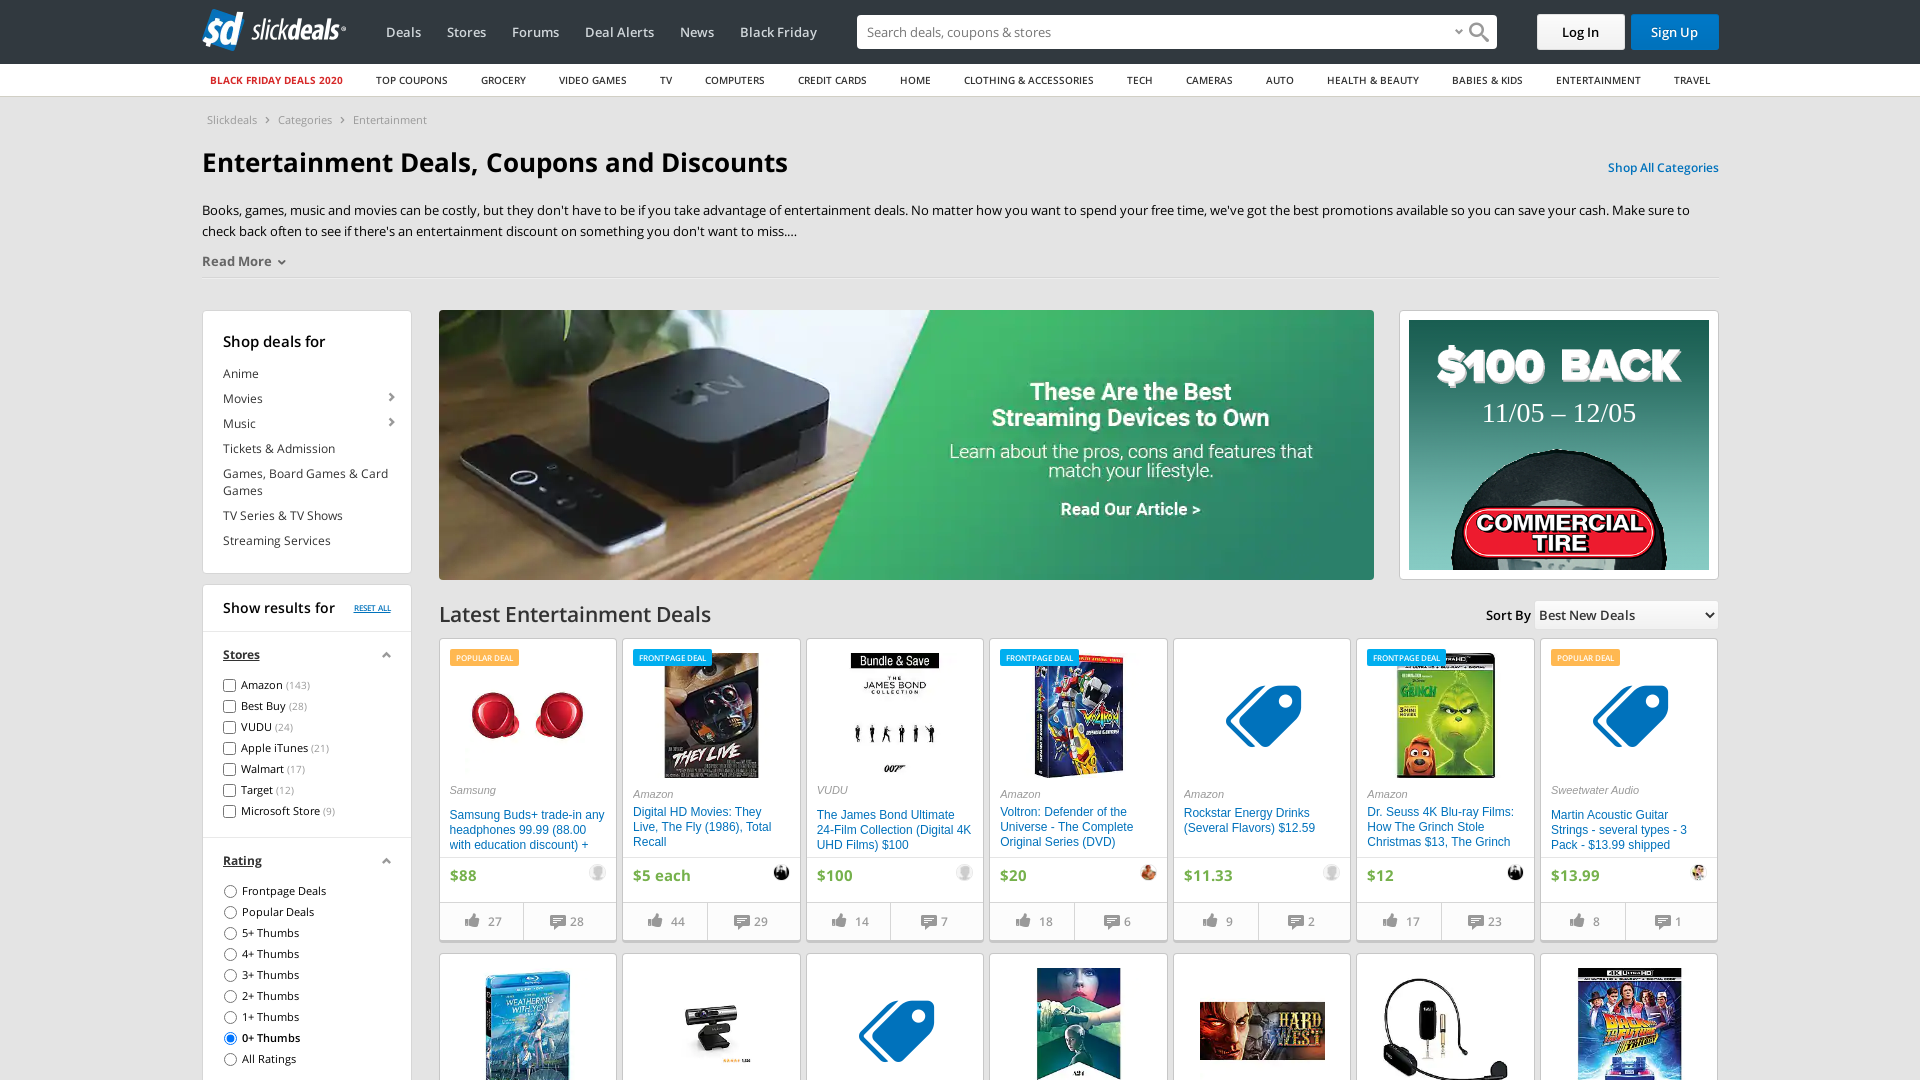 sd slickdeals
Deals
Stores
Forums
Deal Alerts
News
Black Friday
Search deals, coupons & stores
Log In
Sign Up
BLACK FRIDAY DEALS 2020
TOP COUPONS
GROCERY
VIDEO GAMES
TV
COMPUTERS
CREDIT CARDS
HOME
CLOTHING & ACCESSORIES
TECH
CAMERAS
AUTO
HEALTH & BEAUTY
BABIES & KIDS
ENTERTAINMENT
TRAVEL
Slickdeals
Categories
Entertainment
Entertainment Deals, Coupons and Discounts
Shop All Categories
Books, games, music and movies can be costly, but they don't have to be if you take advantage of entertainment deals. No matter how you want to spend your free time, we've got the best promotions available so you can save your cash. Make sure to
check back often to see if there's an entertainment discount on something you don't want to miss....
Read More
Shop deals for
Anime
Movies
Music
Tickets & Admission
Games, Board Games & Card
Games
TV Series & TV Shows
Streaming Services
tv
These Are the Best
Streaming Devices to Own
Learn about the pros, cons and features that
match your lifestyle.
Read Our Article >
$100 BACK
11/05 – 12/05
COMMERCIAL
TIRE
Show results for
RESET ALL
Stores
Amazon (143)
Best Buy (28)
VUDU (24)
Apple iTunes (21)
Walmart (17)
Target (12)
Microsoft Store (9)
Rating
Frontpage Deals
Popular Deals
5+ Thumbs
4+ Thumbs
3+ Thumbs
2+ Thumbs
1+ Thumbs
0+ Thumbs
All Ratings
Latest Entertainment Deals
Sort By
Best New Deals
POPULAR DEAL
Samsung
Samsung Buds+ trade-in any
headphones 99.99 (88.00
with education discount) +
$88
27
28
FRONTPAGE DEAL
THEY LIVE
Amazon
Digital HD Movies: They
Live, The Fly (1986), Total
Recall
$5 each
44
29
Bundle & Save
THE
JAMES BOND
COLLECTION
007
VUDU
The James Bond Ultimate
24-Film Collection (Digital 4K
UHD Films) $100
$100
14
7
FRONTPAGE DEAL
VOLTRON
Amazon
Voltron: Defender of the
Universe - The Complete
Original Series (DVD)
$20
18
6
Amazon
Rockstar Energy Drinks
(Several Flavors) $12.59
$11.33
9
2
FRONTPAGE DEAL
GRINCH
Amazon
Dr. Seuss 4K Blu-ray Films:
How The Grinch Stole
Christmas $13, The Grinch
$12
17
23
POPULAR DEAL
Sweetwater Audio
Martin Acoustic Guitar
Strings - several types - 3
Pack - $13.99 shipped
$13.99
8
1
WEATHERING
WITH YOU
A24
HARD
WEST
BACK TO THE FUTURE